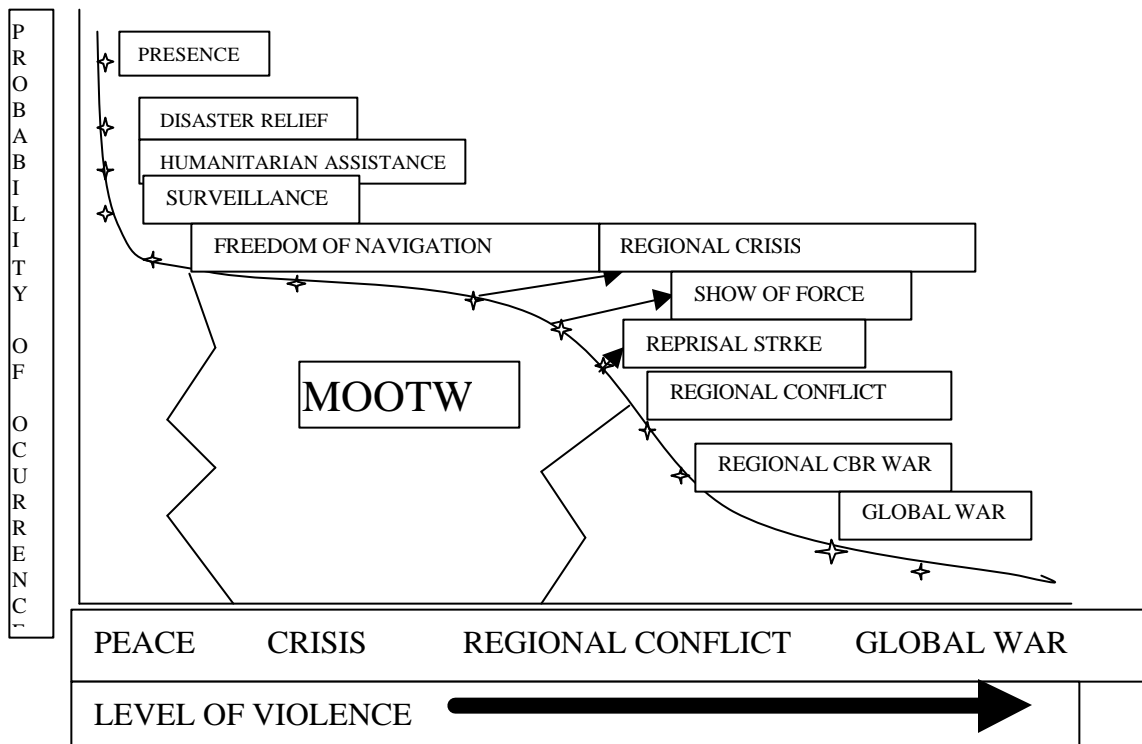 PROBABILITY OF OCURRENCE
PRESENCE
DISASTER RELIEF
HUMANITARIAN ASSISTANCE
SURVEILLANCE
FREEDOM OF NAVIGATION
REGIONAL CRISIS
SHOW OF FORCE
REPRISAL STRKE
MOOTW
REGIONAL CONFLICT
REGIONAL CBR WAR
GLOBAL WAR
PEACE CRISIS REGIONAL CONFLICT GLOBAL WAR
LEVEL OF VIOLENCE